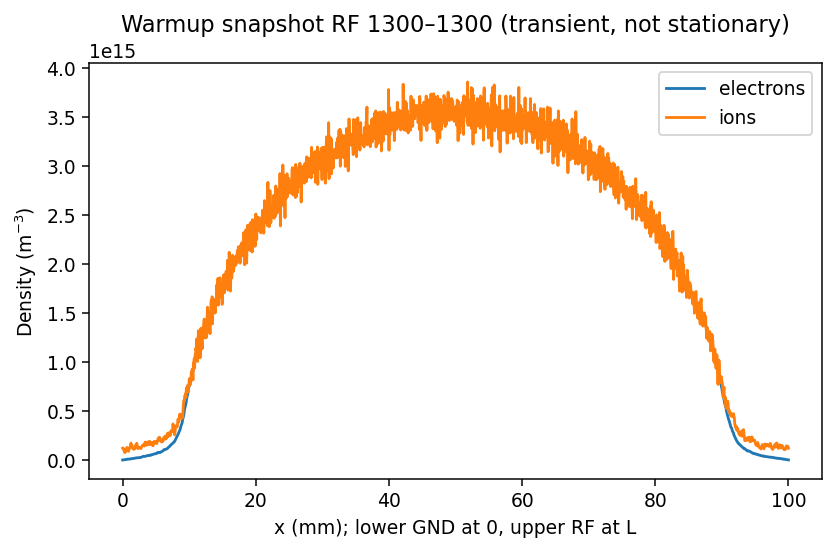 Warmup snapshot RF 1300–1300 (transient, not stationary)
1e15
electrons
ions
4.0
3.5
3.0
2.5
2.0
1.5
1.0
0.5
0.0
Density (m⁻³)
0 20 40 60 80 100
x (mm); lower GND at 0, upper RF at L